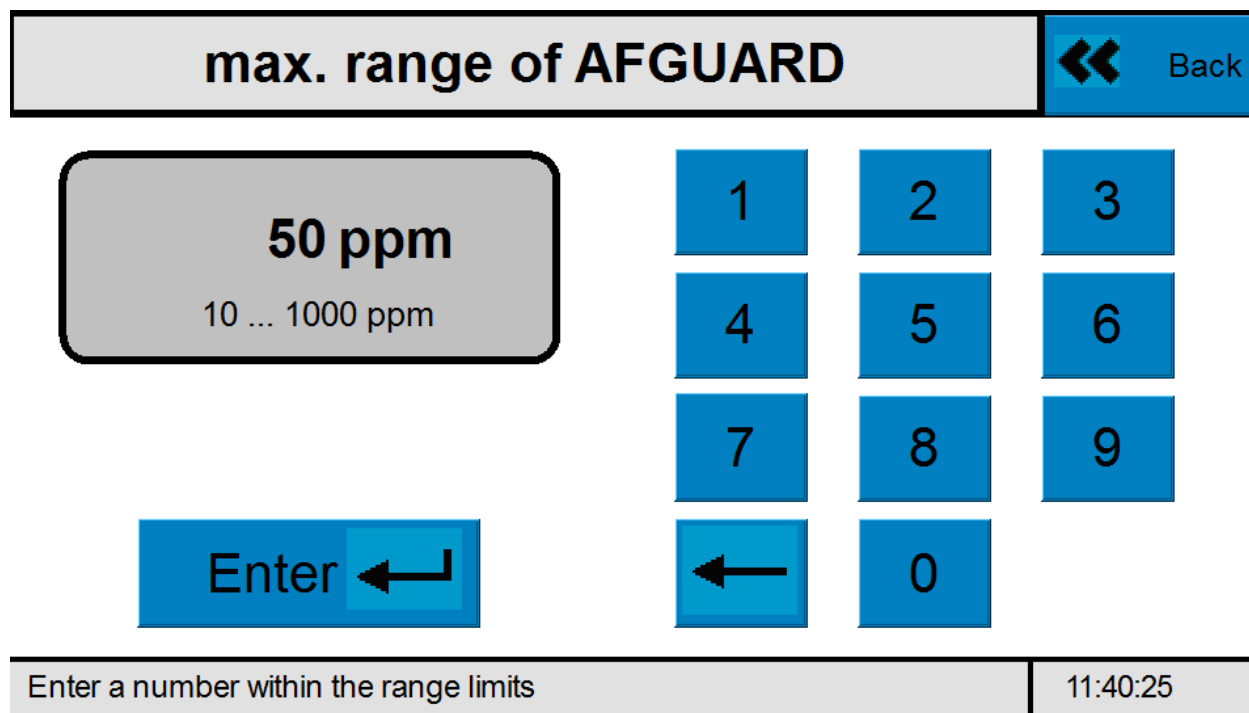 max. range of AFGUARD
Back
50 ppm
10 ... 1000 ppm
1 2 3
4 5 6
7 8 9
Enter
0
Enter a number within the range limits
11:40:25